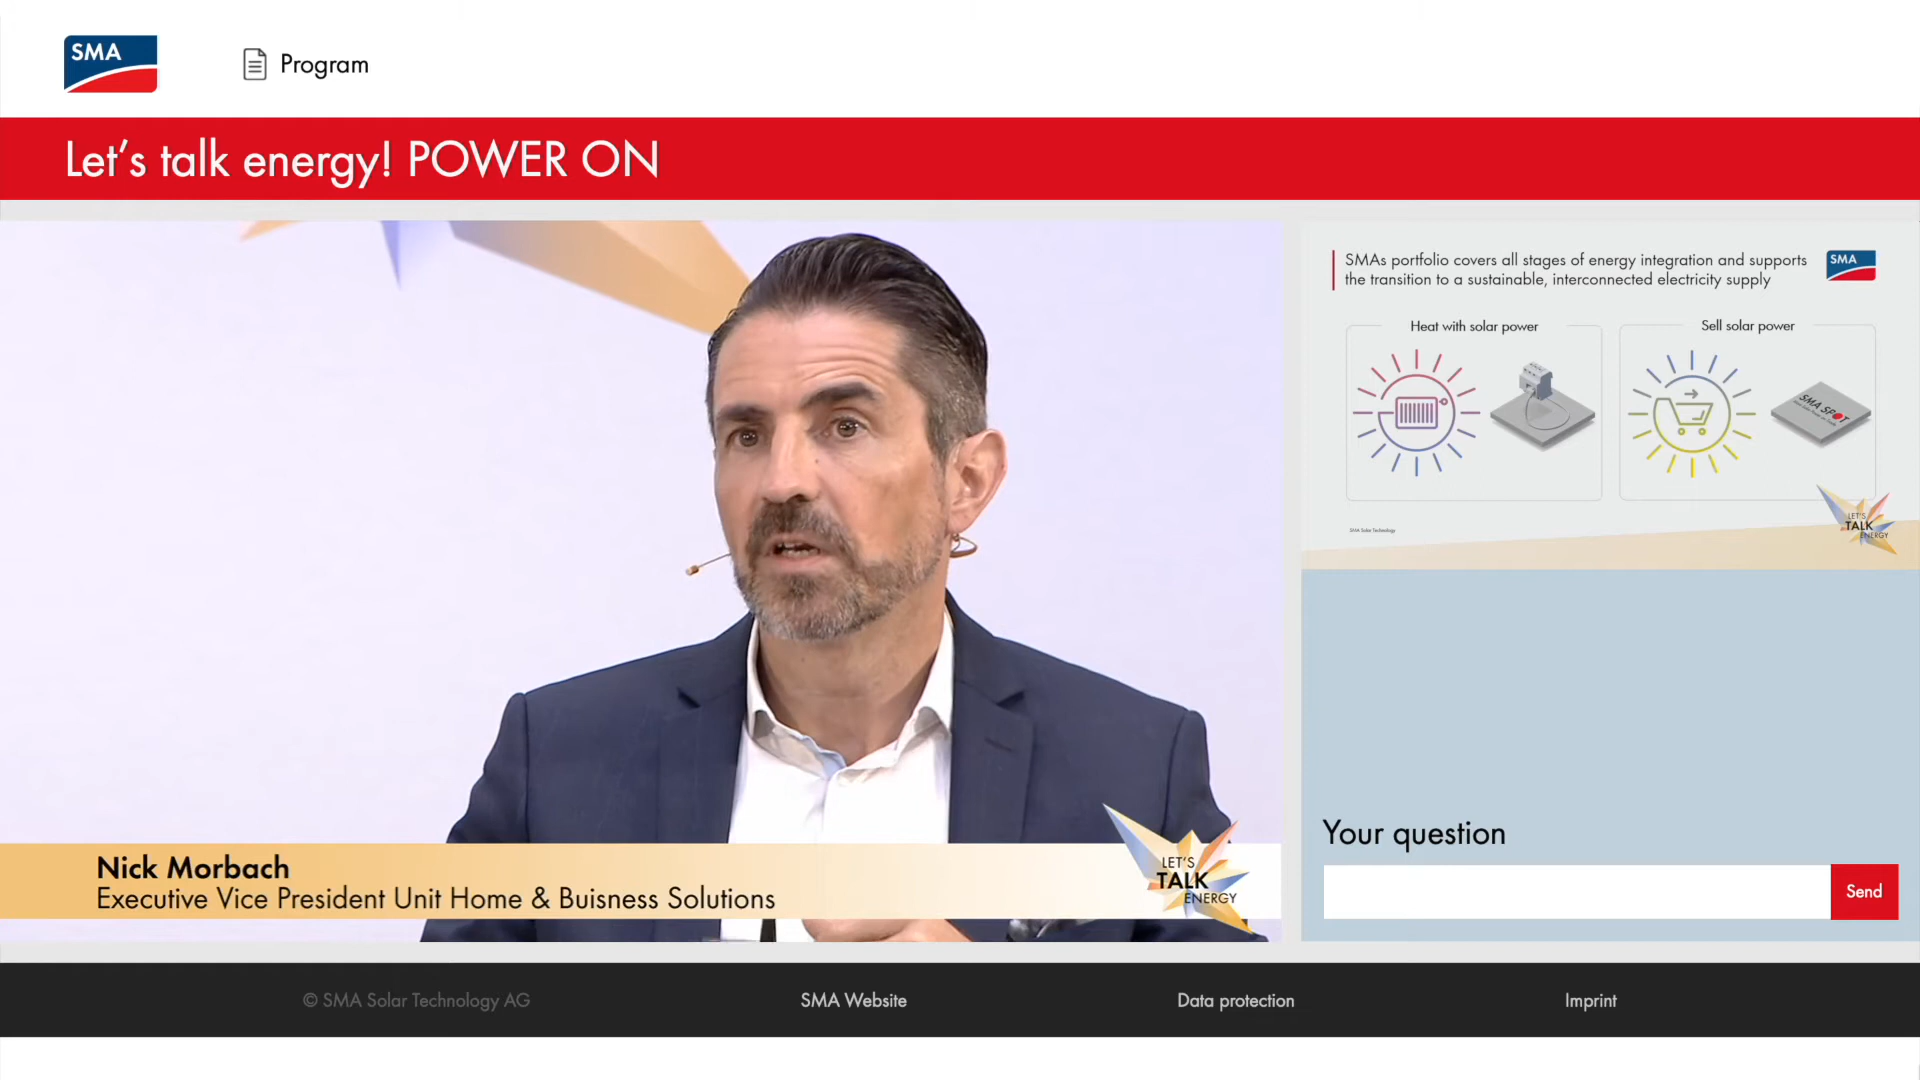 SMA
Program
Let's talk energy! POWER ON
SMAs portfolio covers all stages of energy integration and supports
the transition to a sustainable, interconnected electricity supply
SMA
Heat with solar power
Sell solar power
SMA SPOT
SMA Solar Technology
LET'S
TALK
ENERGY
Nick Morbach
Executive Vice President Unit Home & Buisness Solutions
LET'S
TALK
ENERGY
Your question
Send
© SMA Solar Technology AG
SMA Website
Data protection
Imprint